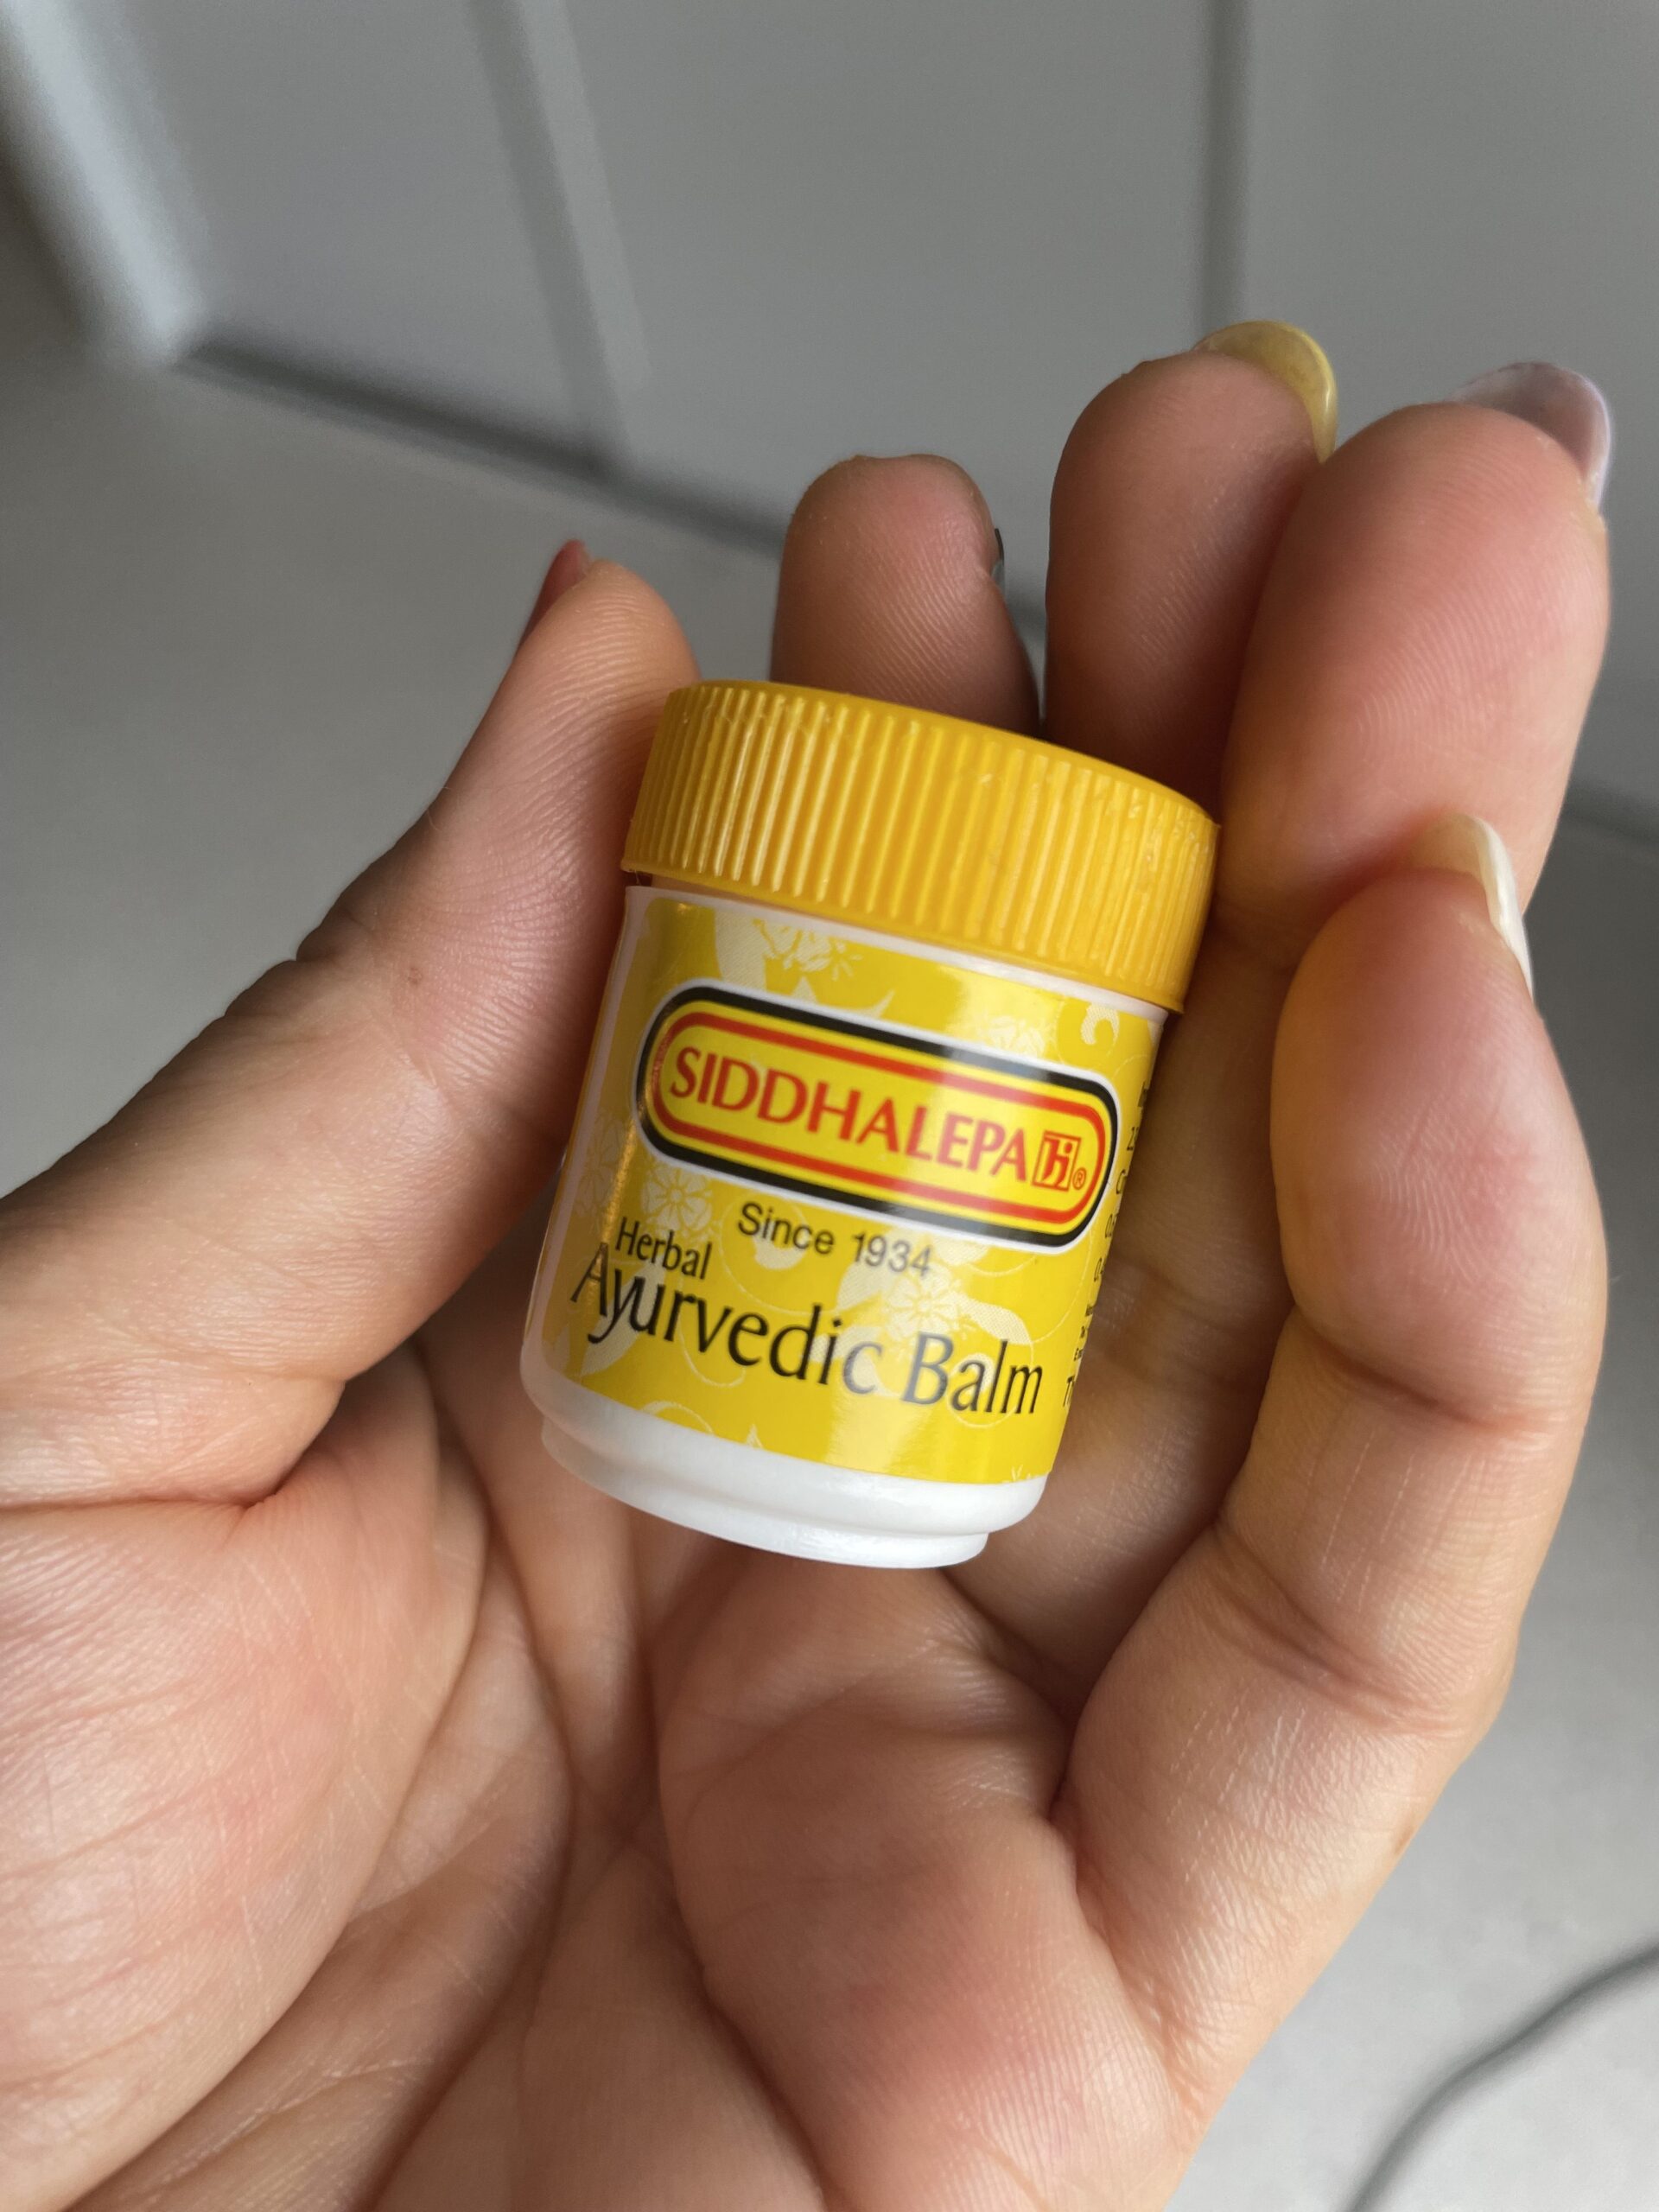 SIDDHALEPA
Since 1934
Herbal
Ayurvedic Balm